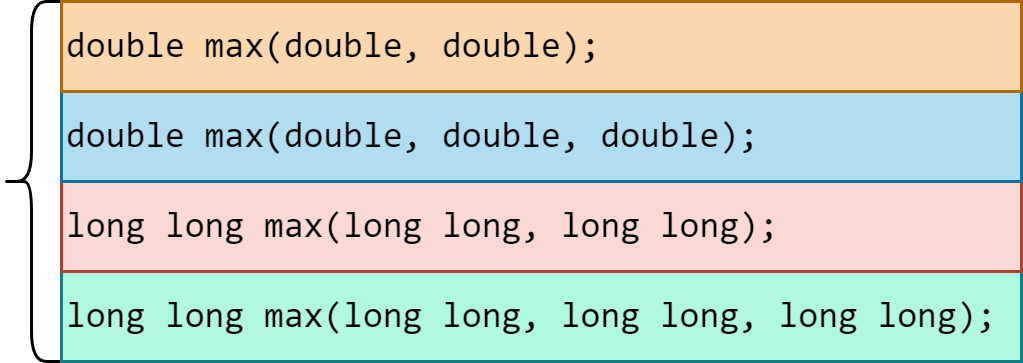 double max(double, double);
double max(double, double, double);
long long max(long long, long long);
long long max(long long, long long, long long);